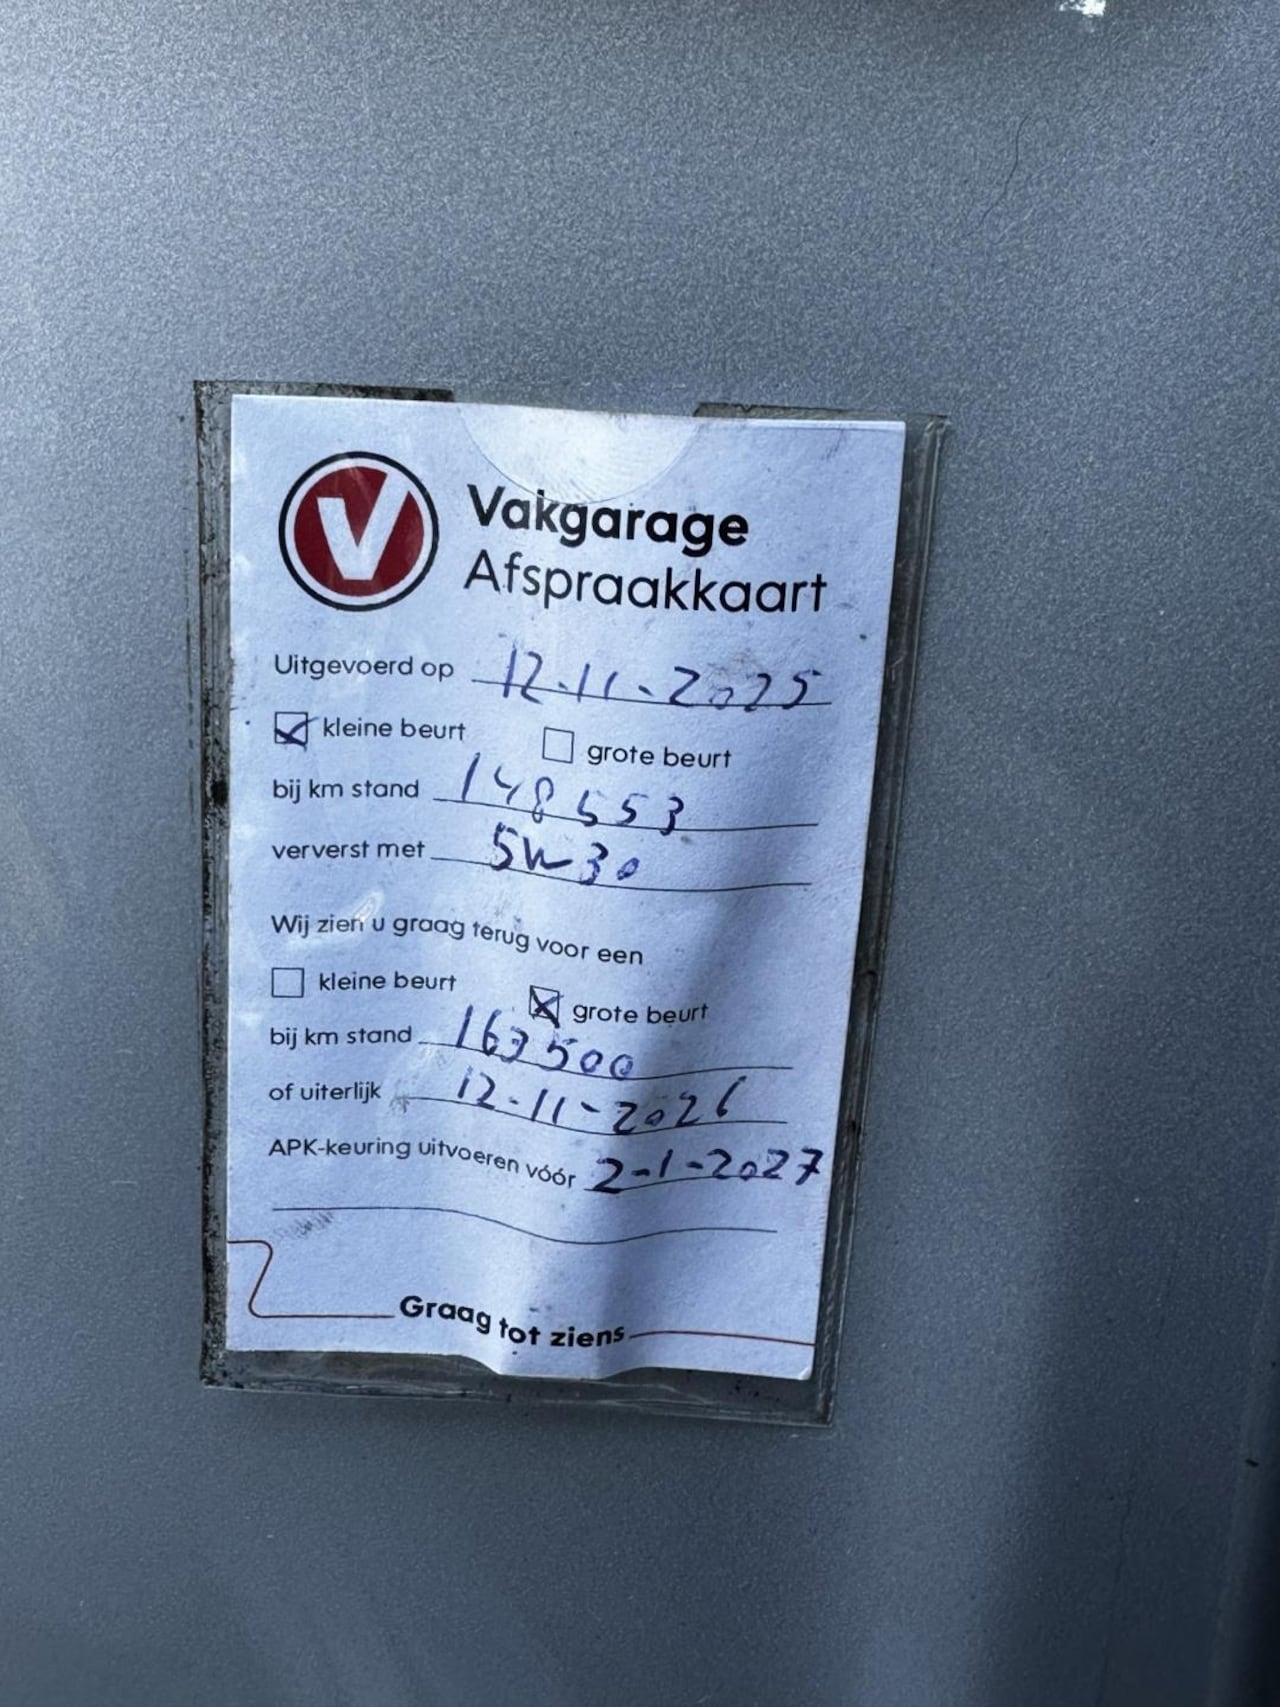 V
Vakgarage
Afspraakkaart
Uitgevoerd op 12-11-2025
kleine beurt grote beurt
bij km stand 148553
ververst met 5W30
Wij zien u graag terug voor een
kleine beurt grote beurt
bij km stand 163500
of uiterlijk 12-11-2026
APK-keuring uitvoeren vóór 2-1-2027
Graag tot ziens